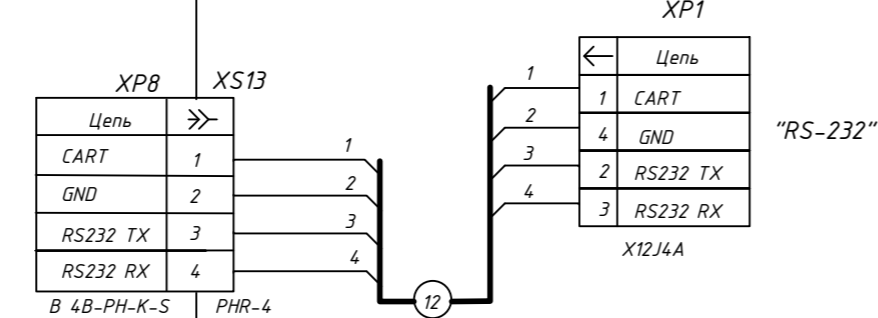 XP1
Цепь
1 CART
4 GND
2 RS232 TX
3 RS232 RX
X12J4A
"RS-232"
1
2
3
4
XP8 XS13
Цепь
CART 1
GND 2
RS232 TX 3
RS232 RX 4
B 4B-PH-K-S PHR-4
1
2
3
4
12